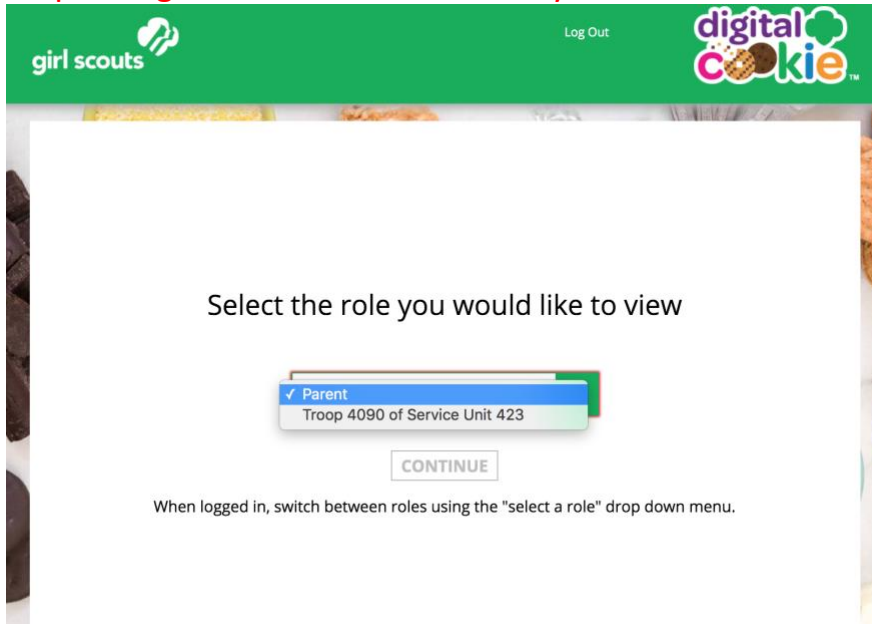 girl scouts
Log Out
digital
cookie™
Select the role you would like to view
✓ Parent
Troop 4090 of Service Unit 423
CONTINUE
When logged in, switch between roles using the "select a role" drop down menu.